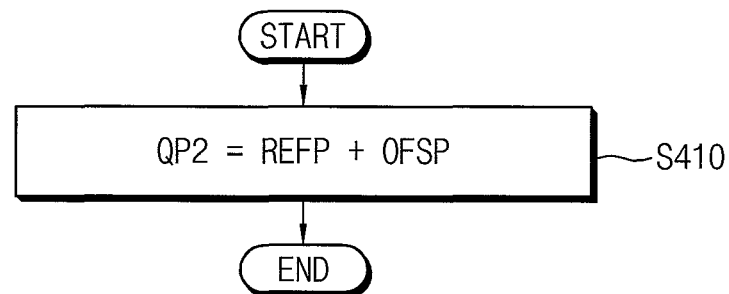 START
QP2 = REFP + OFSP
S410
END